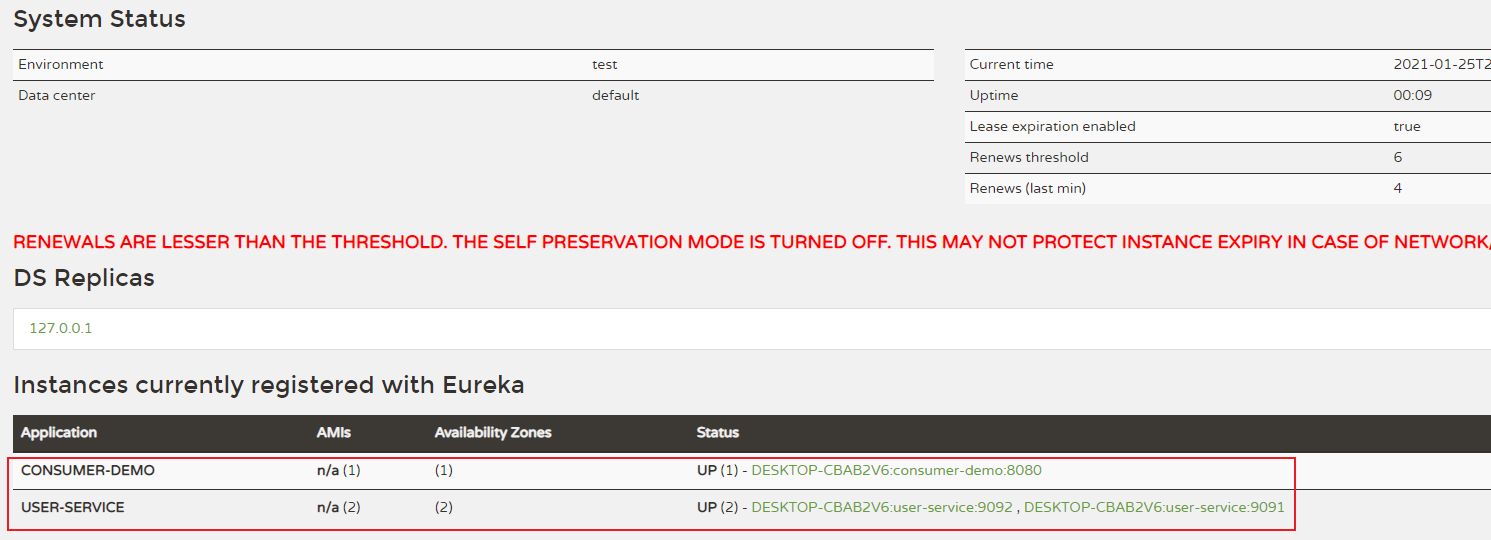 System Status
Environment test
Data center default
Current time 2021-01-25T2
Uptime 00:09
Lease expiration enabled true
Renews threshold 6
Renews (last min) 4
RENEWALS ARE LESSER THAN THE THRESHOLD. THE SELF PRESERVATION MODE IS TURNED OFF. THIS MAY NOT PROTECT INSTANCE EXPIRY IN CASE OF NETWORK/
DS Replicas
127.0.0.1
Instances currently registered with Eureka
Application AMIs Availability Zones Status
CONSUMER-DEMO n/a (1) (1) UP (1) - DESKTOP-CBAB2V6:consumer-demo:8080
USER-SERVICE n/a (2) (2) UP (2) - DESKTOP-CBAB2V6:user-service:9092 , DESKTOP-CBAB2V6:user-service:9091